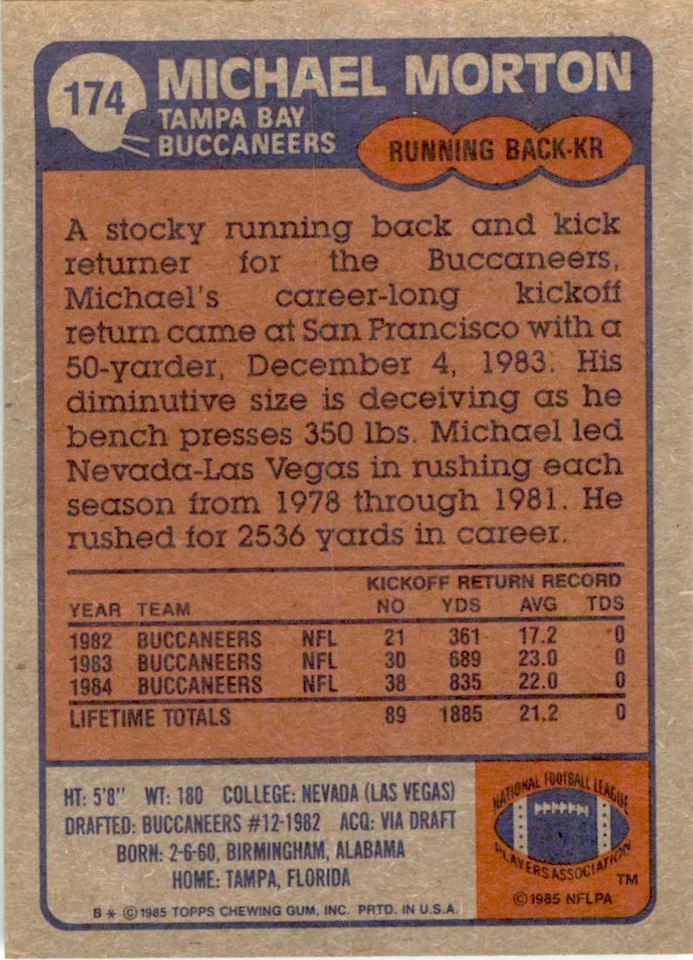 174
MICHAEL MORTON
TAMPA BAY
BUCCANEERS
RUNNING BACK-KR
A stocky running back and kick
returner for the Buccaneers,
Michael's career-long kickoff
return came at San Francisco with a
50-yarder, December 4, 1983. His
diminutive size is deceiving as he
bench presses 350 lbs. Michael led
Nevada-Las Vegas in rushing each
season from 1978 through 1981. He
rushed for 2536 yards in career.
KICKOFF RETURN RECORD
YEAR TEAM NO YDS AVG TDS
1982 BUCCANEERS NFL 21 361 17.2 0
1983 BUCCANEERS NFL 30 689 23.0 0
1984 BUCCANEERS NFL 38 835 22.0 0
LIFETIME TOTALS 89 1885 21.2 0
HT: 5'8" WT: 180 COLLEGE: NEVADA (LAS VEGAS)
DRAFTED: BUCCANEERS #12-1982 ACQ: VIA DRAFT
BORN: 2-6-60, BIRMINGHAM, ALABAMA
HOME: TAMPA, FLORIDA
B* ©1985 TOPPS CHEWING GUM, INC. PRTD. IN U.S.A.
NATIONAL FOOTBALL LEAGUE
PLAYERS ASSOCIATION
TM
©1985 NFLPA